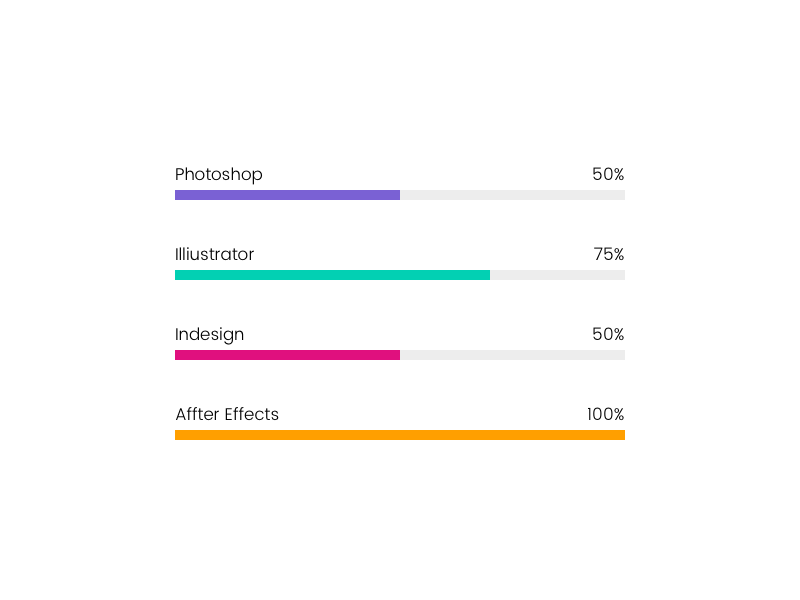 Photoshop 50%
Illiustrator 75%
Indesign 50%
Affter Effects 100%